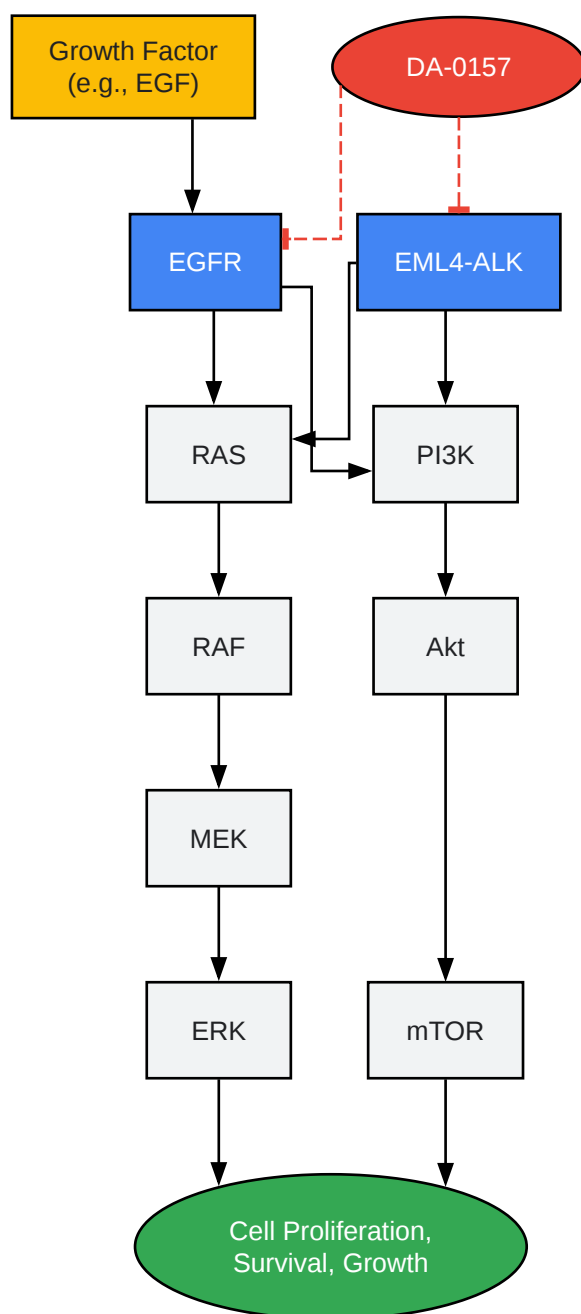 Growth Factor
(e.g., EGF)
DA-0157
EGFR
EML4-ALK
RAS
PI3K
RAF
Akt
MEK
ERK
mTOR
Cell Proliferation,
Survival, Growth